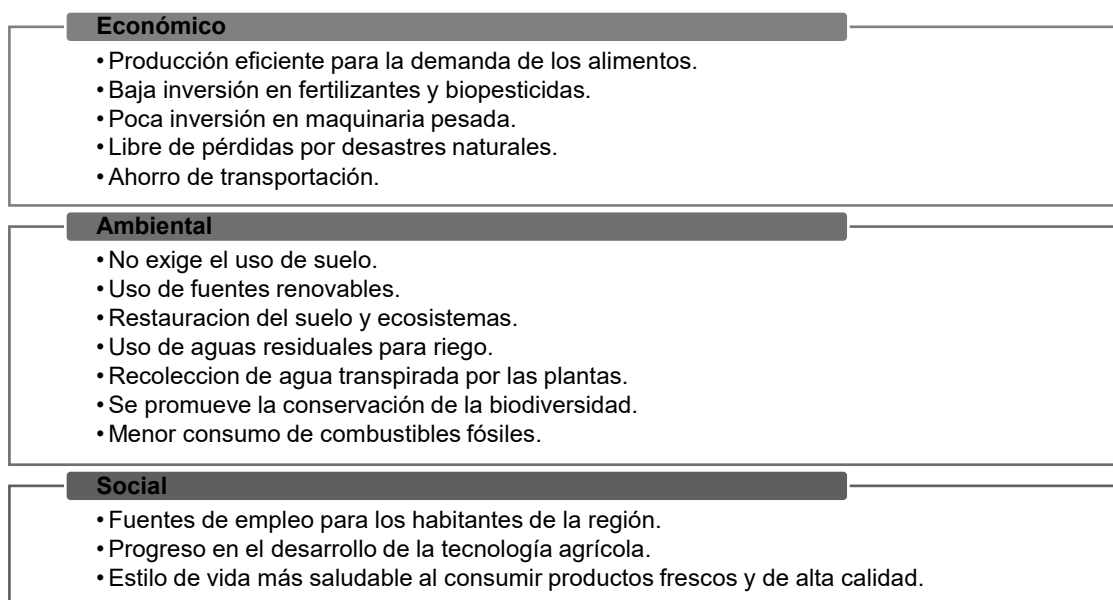 Económico
• Producción eficiente para la demanda de los alimentos.
• Baja inversión en fertilizantes y biopesticidas.
• Poca inversión en maquinaria pesada.
• Libre de pérdidas por desastres naturales.
• Ahorro de transportación.
Ambiental
• No exige el uso de suelo.
• Uso de fuentes renovables.
• Restauracion del suelo y ecosistemas.
• Uso de aguas residuales para riego.
• Recoleccion de agua transpirada por las plantas.
• Se promueve la conservación de la biodiversidad.
• Menor consumo de combustibles fósiles.
Social
• Fuentes de empleo para los habitantes de la región.
• Progreso en el desarrollo de la tecnología agrícola.
• Estilo de vida más saludable al consumir productos frescos y de alta calidad.